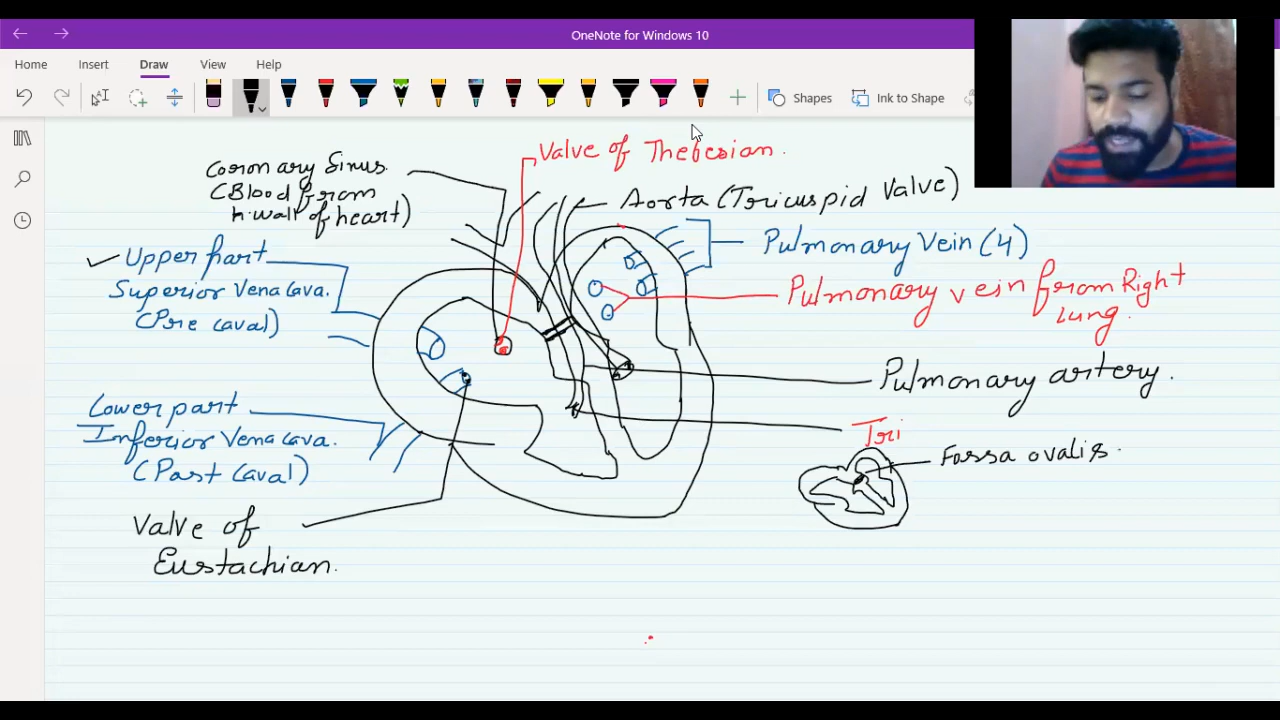 OneNote for Windows 10
Home Insert Draw View Help
Shapes Ink to Shape
Valve of Thebesian.
Coronary Sinus.
(Blood from
h.wall of heart)
Aorta (Tricuspid Valve)
Pulmonary Vein (4)
Upper part
Superior Vena Cava.
(Pre caval)
Pulmonary vein from Right
Lung.
Pulmonary artery.
Lower part
Inferior Vena Cava.
(Post Caval)
Tri
Fossa ovalis.
Valve of
Eustachian.